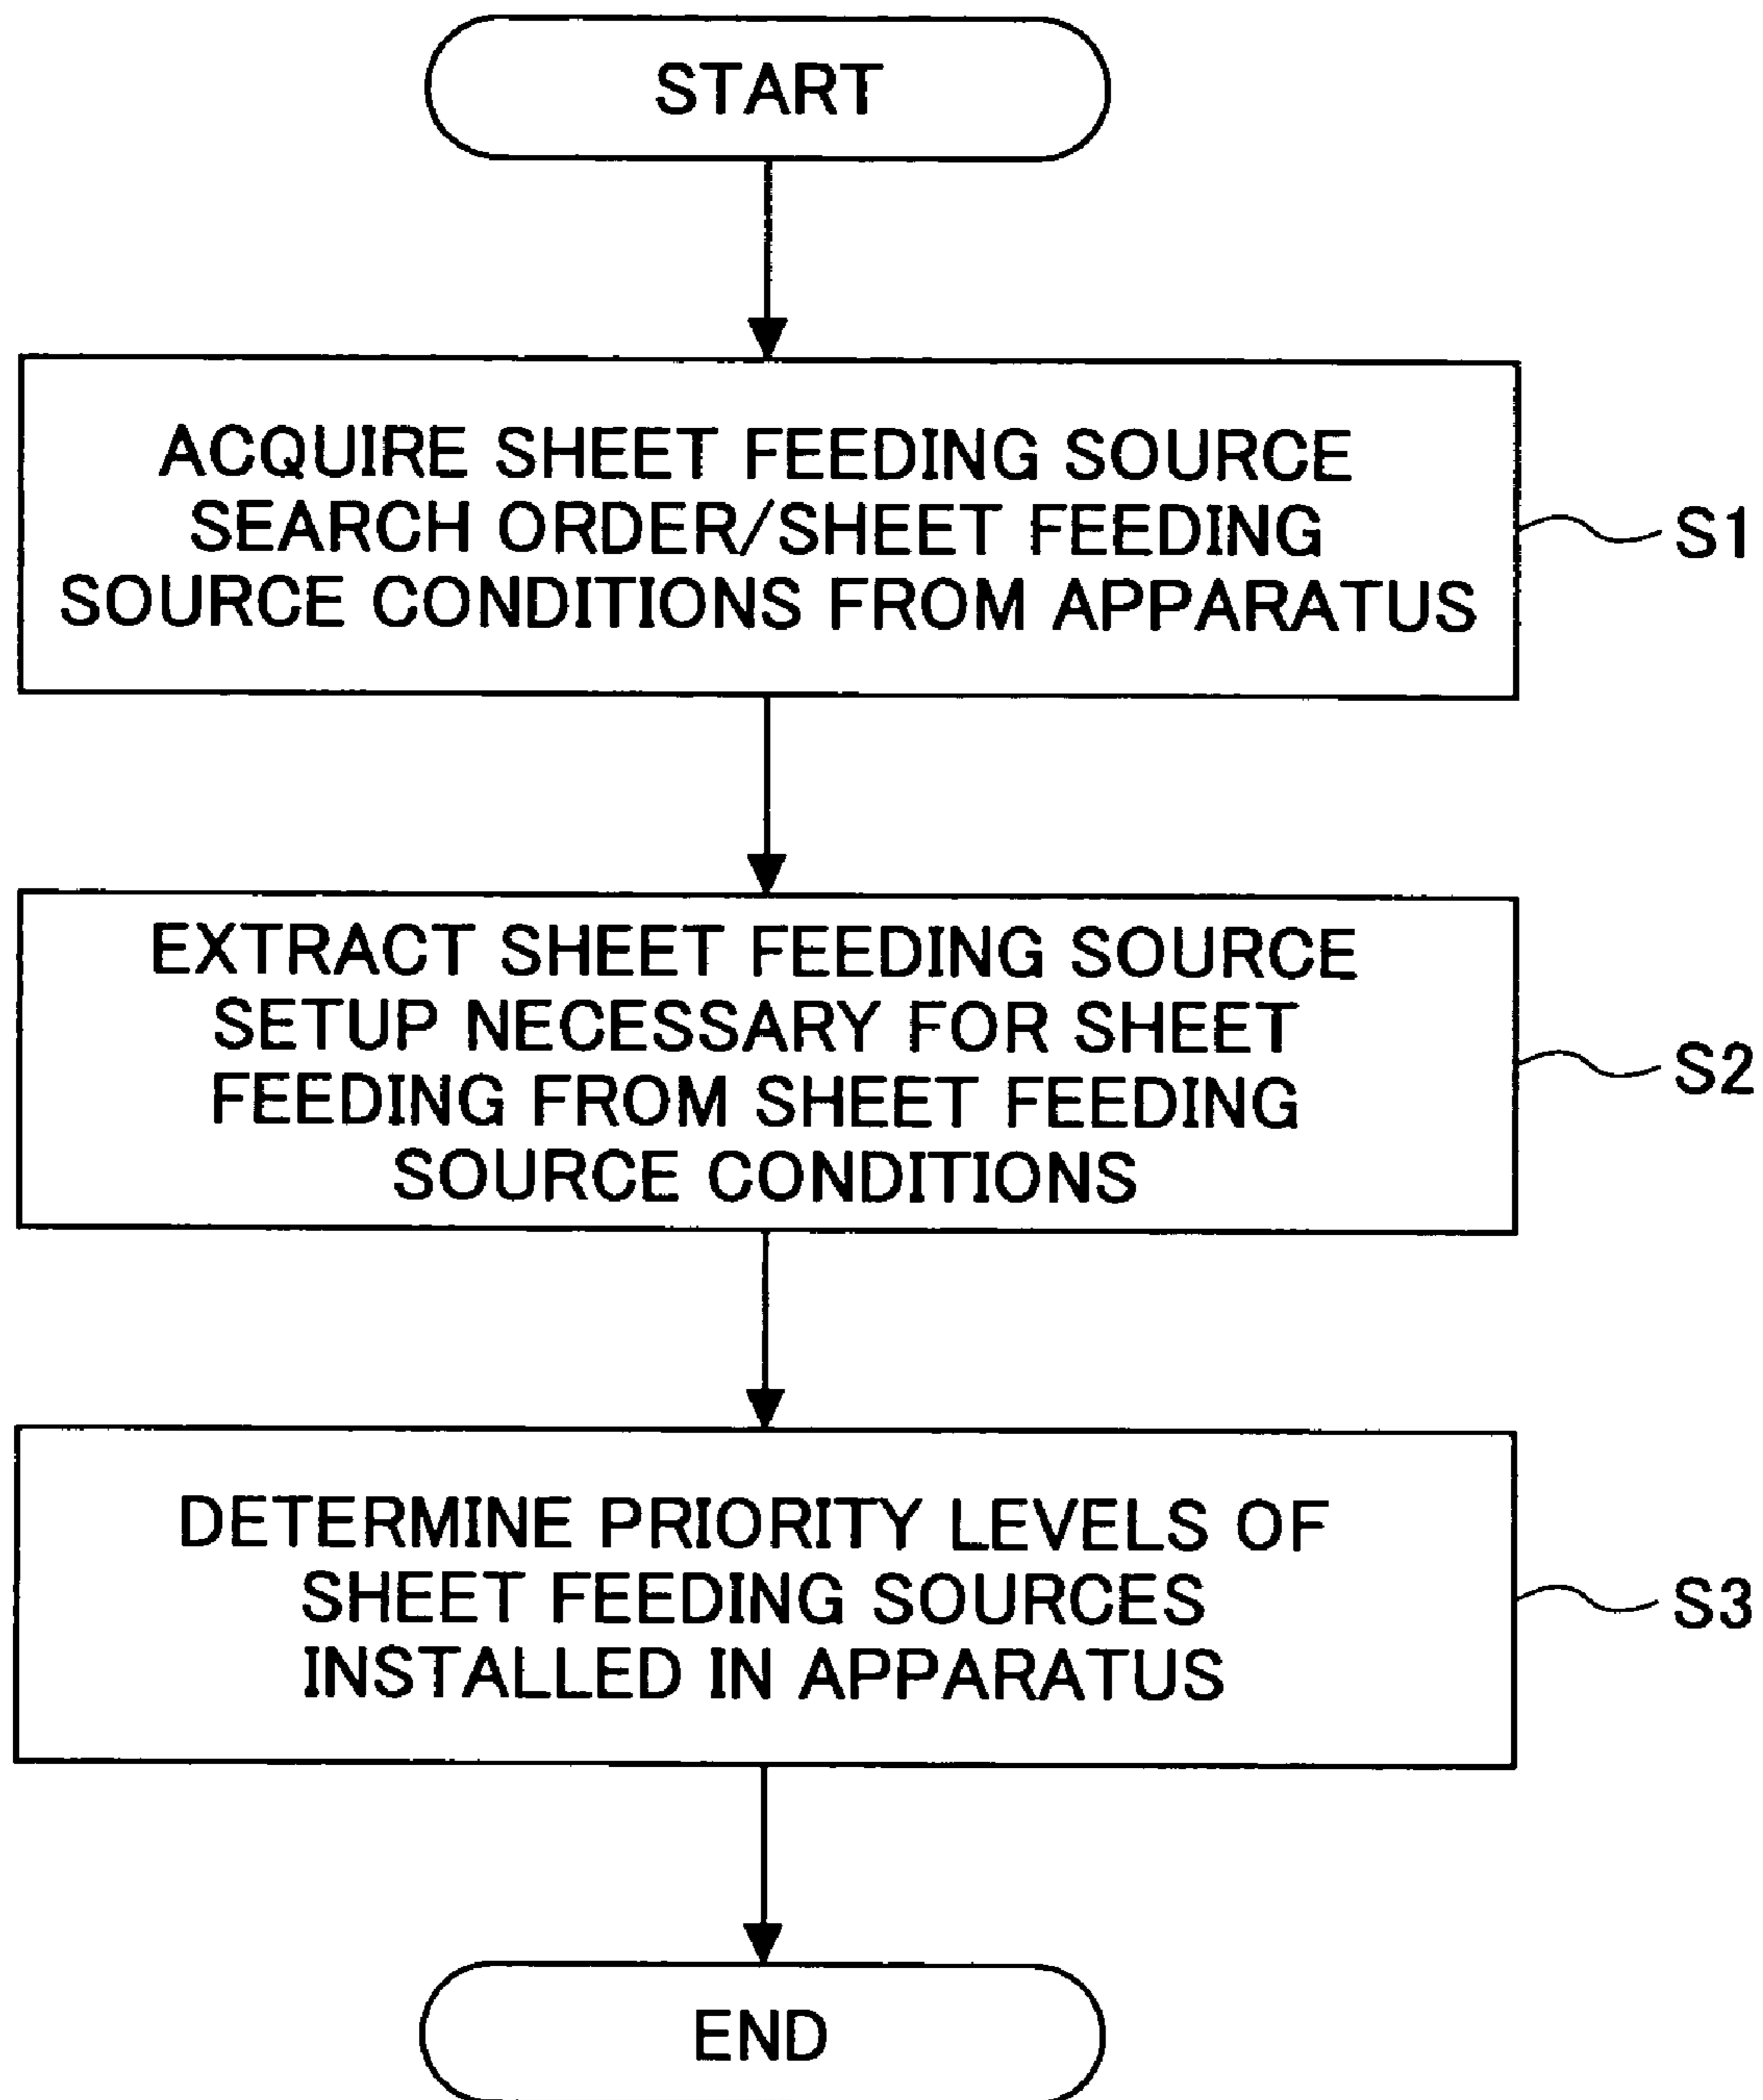 START
ACQUIRE SHEET FEEDING SOURCE
SEARCH ORDER/SHEET FEEDING
SOURCE CONDITIONS FROM APPARATUS
S1
EXTRACT SHEET FEEDING SOURCE
SETUP NECESSARY FOR SHEET
FEEDING FROM SHEET FEEDING
SOURCE CONDITIONS
S2
DETERMINE PRIORITY LEVELS OF
SHEET FEEDING SOURCES
INSTALLED IN APPARATUS
S3
END